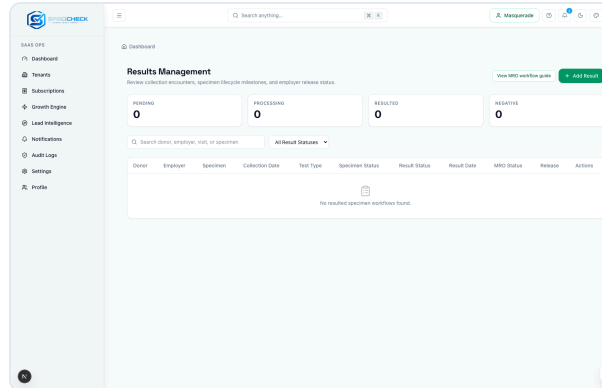 SPEEDCHECK
Search anything...
⌘ K
Masquerade
SAAS OPS
Dashboard
Tenants
Subscriptions
Growth Engine
Lead Intelligence
Notifications
Audit Logs
Settings
Profile
Dashboard
Results Management
Review collection encounters, specimen lifecycle milestones, and employer release status.
View MRO workflow guide
+ Add Result
PENDING
0
PROCESSING
0
RESULTED
0
NEGATIVE
0
Search donor, employer, visit, or specimen
All Result Statuses
Donor Employer Specimen Collection Date Test Type Specimen Status Result Status Result Date MRO Status Release Actions
No resulted specimen workflows found.
N